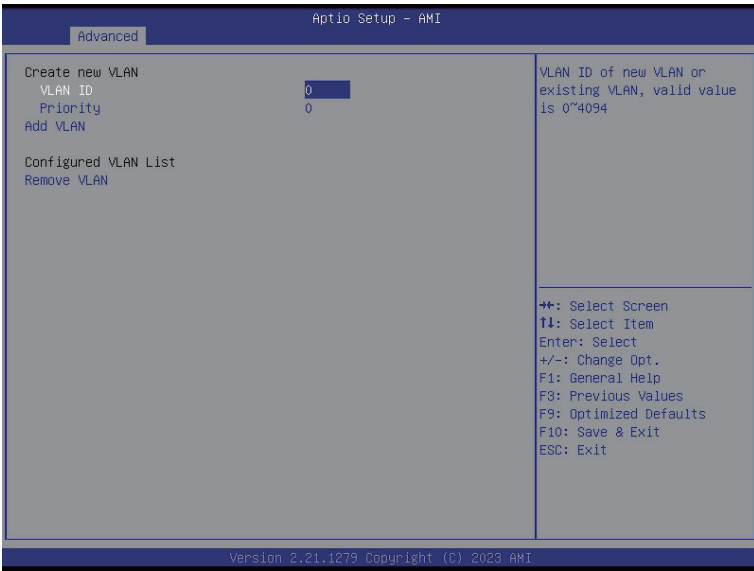 Aptio Setup – AMI
Advanced
Create new VLAN
VLAN ID 0
Priority 0
Add VLAN
Configured VLAN List
Remove VLAN
VLAN ID of new VLAN or
existing VLAN, valid value
is 0~4094
→←: Select Screen
↑↓: Select Item
Enter: Select
+/-: Change Opt.
F1: General Help
F3: Previous Values
F9: Optimized Defaults
F10: Save & Exit
ESC: Exit
Version 2.21.1279 Copyright (C) 2023 AMI